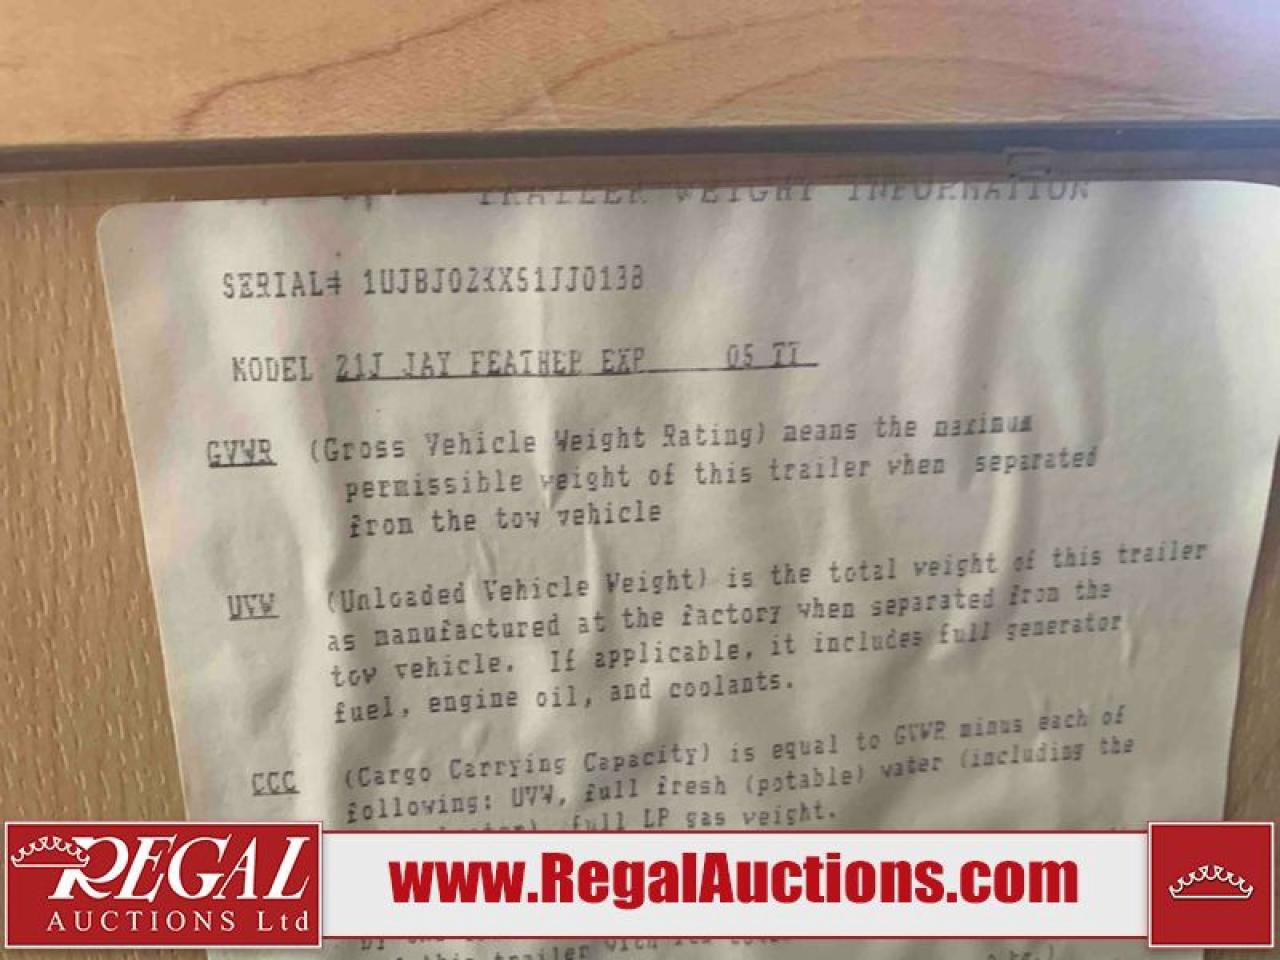 TRAILER WEIGHT INFORMATION
SERIAL# 1UJBJ02KX51JJ0138
MODEL 21J JAY FEATHER EXP 05 TT
GVWR (Gross Vehicle Weight Rating) means the maximum
permissible weight of this trailer when separated
from the tow vehicle
UVW (Unloaded Vehicle Weight) is the total weight of this trailer
as manufactured at the factory when separated from the
tow vehicle. If applicable, it includes full generator
fuel, engine oil, and coolants.
CCC (Cargo Carrying Capacity) is equal to GVWR minus each of
following: UVW, full fresh (potable) water (including the
full LP gas weight.
REGAL
AUCTIONS Ltd
www.RegalAuctions.com
this trailer with